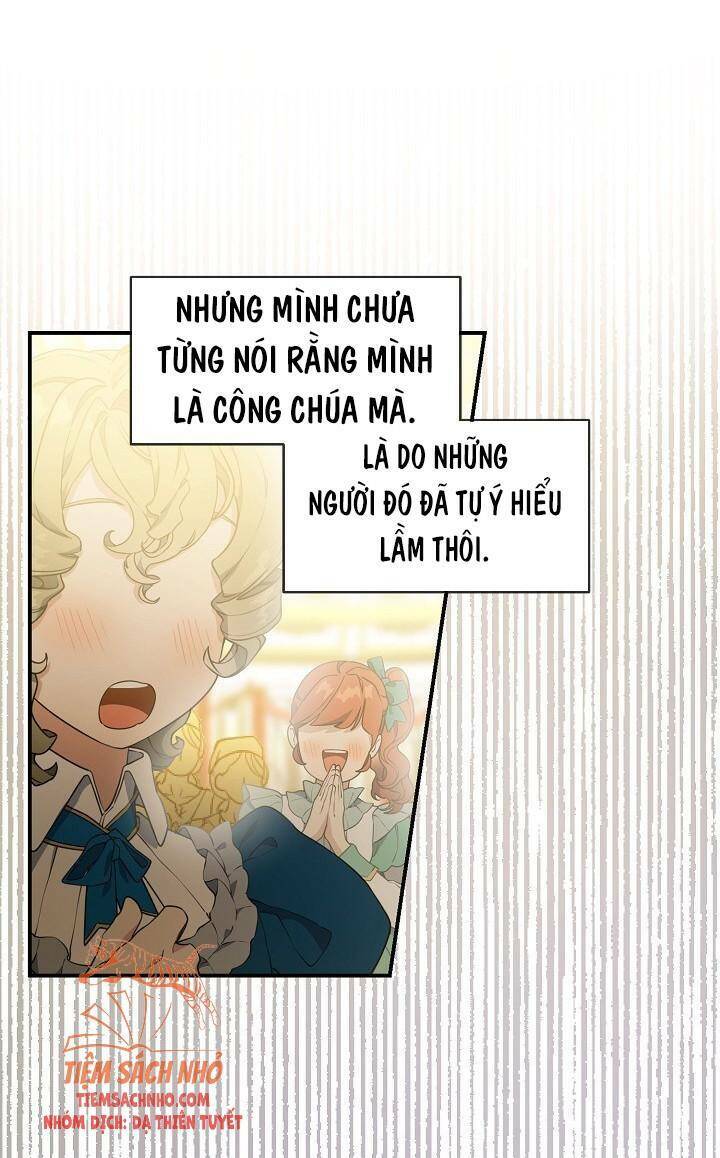 NHƯNG MÌNH CHƯA
TỪNG NÓI RẰNG MÌNH
LÀ CÔNG CHÚA MÀ.
LÀ DO NHỮNG
NGƯỜI ĐÓ ĐÃ TỰ Ý HIỂU
LẦM THÔI.
TIỆM SÁCH NHỎ
TIEMSACHNHO.COM
NHÓM DỊCH: DẠ THIÊN TUYẾT